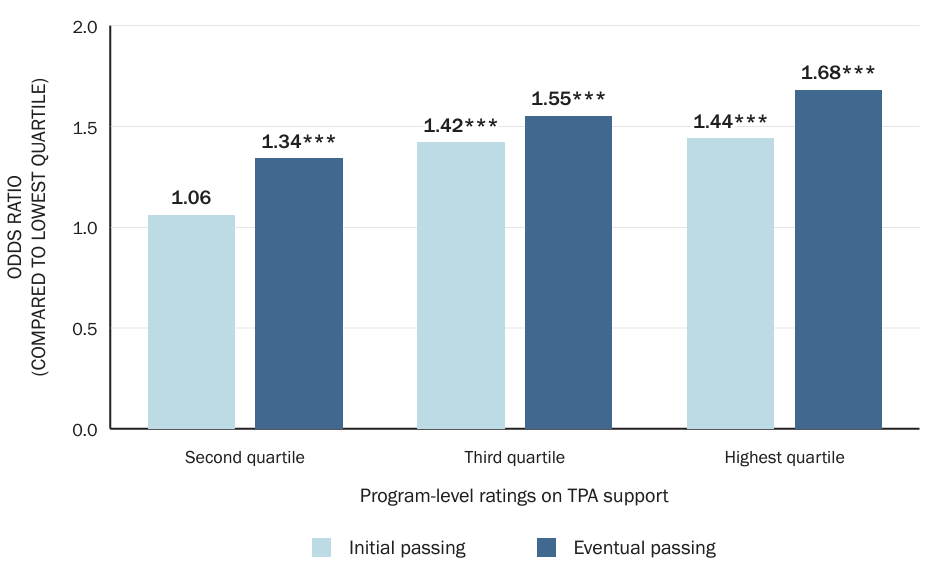 ODDS RATIO
(COMPARED TO LOWEST QUARTILE)
2.0
1.5
1.0
0.5
0.0
1.06
1.34***
1.42***
1.55***
1.44***
1.68***
Second quartile
Third quartile
Highest quartile
Program-level ratings on TPA support
Initial passing
Eventual passing